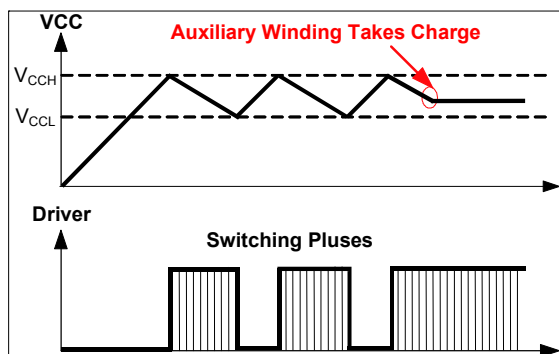 VCC
Auxiliary Winding Takes Charge
VCCH
VCCL
Driver
Switching Pluses